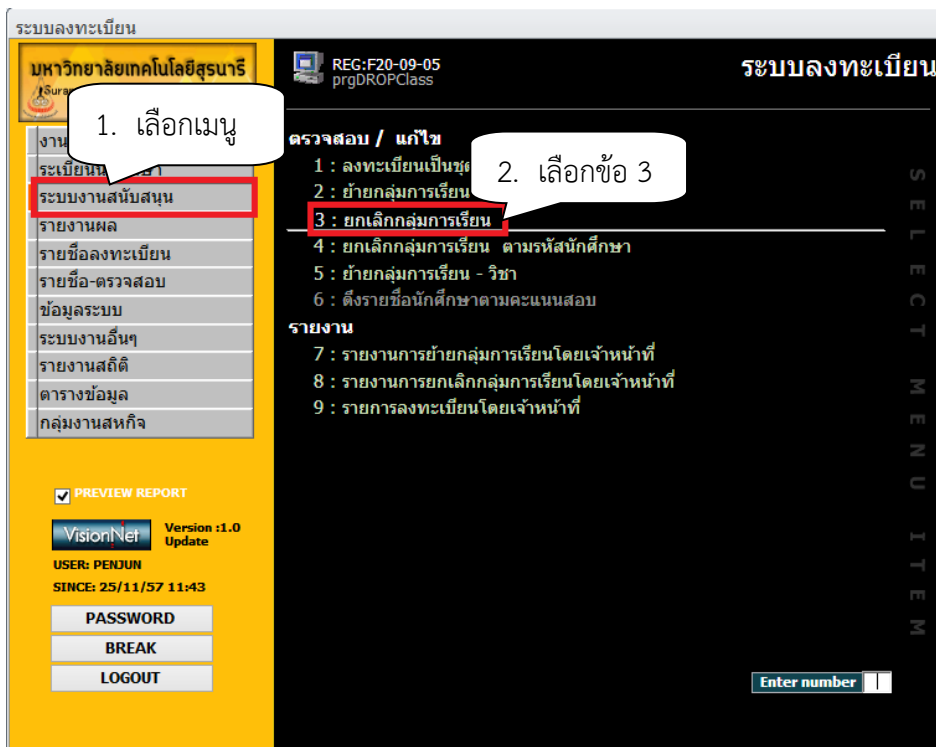 ระบบลงทะเบียน
มหาวิทยาลัยเทคโนโลยีสุรนารี
1. เลือกเมนู
ระบบงานสนับสนุน
รายงานผล
รายชื่อลงทะเบียน
รายชื่อ-ตรวจสอบ
ข้อมูลระบบ
ระบบงานอื่นๆ
รายงานสถิติ
ตารางข้อมูล
กลุ่มงานสหกิจ
PREVIEW REPORT
VisionNet
Version :1.0
Update
USER: PENJUN
SINCE: 25/11/57 11:43
PASSWORD
BREAK
LOGOUT
REG:F20-09-05
prgDROPClass
ระบบลงทะเบียน
ตรวจสอบ / แก้ไข
1 : ลงทะเบียนเป็นชุด
2. เลือกข้อ 3
2 : ย้ายกลุ่มการเรียน
3 : ยกเลิกกลุ่มการเรียน
4 : ยกเลิกกลุ่มการเรียน ตามรหัสนักศึกษา
5 : ย้ายกลุ่มการเรียน - วิชา
6 : ดึงรายชื่อนักศึกษาตามคะแนนสอบ
รายงาน
7 : รายงานการย้ายกลุ่มการเรียนโดยเจ้าหน้าที่
8 : รายงานการยกเลิกกลุ่มการเรียนโดยเจ้าหน้าที่
9 : รายการลงทะเบียนโดยเจ้าหน้าที่
SELECT MENU ITEM
Enter number